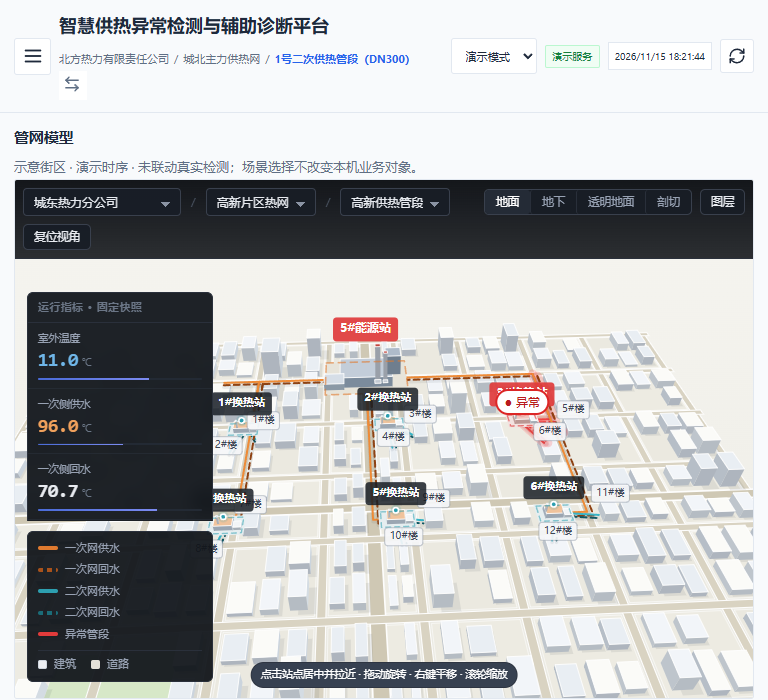 智慧供热异常检测与辅助诊断平台
北方热力有限责任公司 / 城北主力供热网 / 1号二次供热管段（DN300）
演示模式
演示服务
2026/11/15 18:21:44
管网模型
示意街区 · 演示时序 · 未联动真实检测；场景选择不改变本机业务对象。
城东热力分公司 / 高新片区热网 / 高新供热管段
地面 地下 透明地面 剖切 图层
复位视角
运行指标 • 固定快照
室外温度
11.0 ℃
一次侧供水
96.0 ℃
一次侧回水
70.7 ℃
5#能源站
1#换热站
2#换热站
异常
1#楼
2#楼
3#楼
4#楼
5#楼
6#楼
换热站
5#换热站
6#换热站
9#楼
10#楼
11#楼
12#楼
一次网供水
一次网回水
二次网供水
二次网回水
异常管段
建筑 道路
点击站点居中并拉近 · 拖动旋转 · 右键平移 · 滚轮缩放